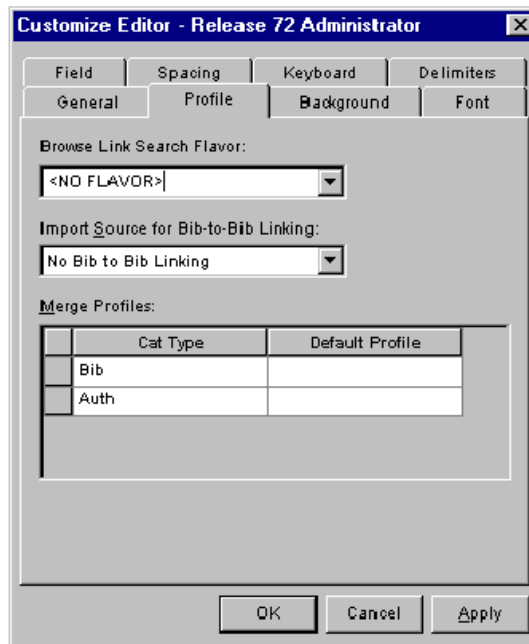 Customize Editor - Release 72 Administrator
Field Spacing Keyboard Delimiters
General Profile Background Font
Browse Link Search Flavor:
<NO FLAVOR>
Import Source for Bib-to-Bib Linking:
No Bib to Bib Linking
Merge Profiles:
Cat Type Default Profile
Bib
Auth
OK Cancel Apply